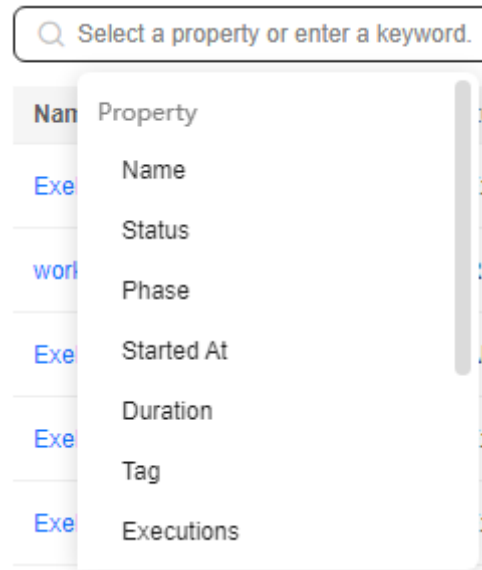 Select a property or enter a keyword.
Nam
Property
Name
Exe
Status
work
Phase
Exe
Started At
Duration
Exe
Tag
Exe
Executions